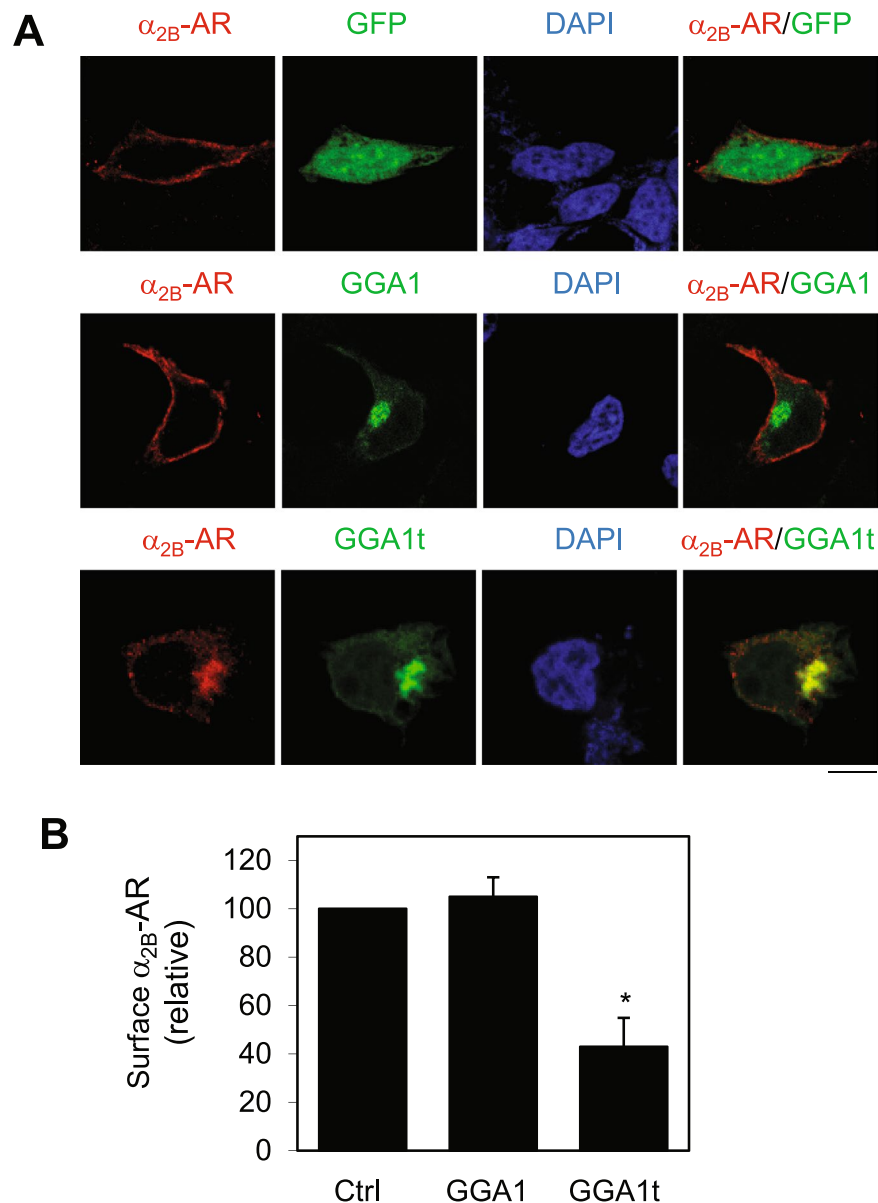 A
α2B-AR GFP DAPI α2B-AR/GFP
α2B-AR GGA1 DAPI α2B-AR/GGA1
α2B-AR GGA1t DAPI α2B-AR/GGA1t
B
Surface α2B-AR
(relative)
120
100
80
60
40
20
0
*
Ctrl GGA1 GGA1t